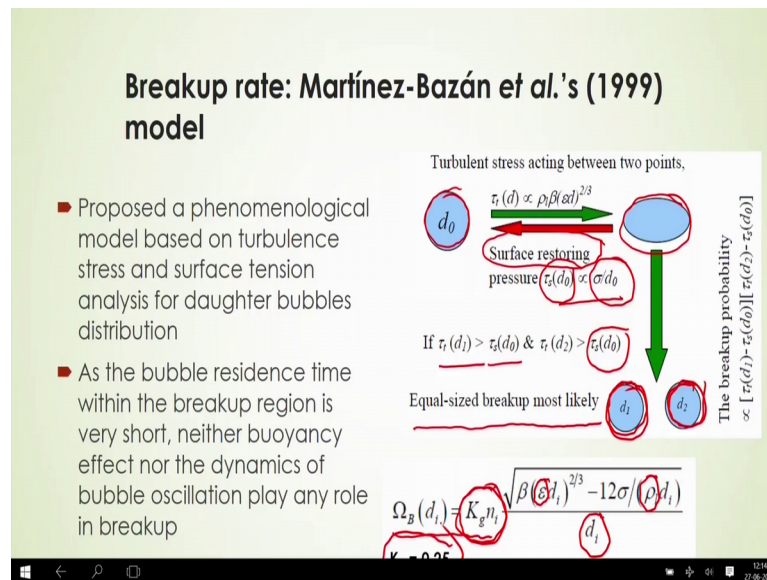 Breakup rate: Martínez-Bazán et al.'s (1999)
model
Proposed a phenomenological
model based on turbulence
stress and surface tension
analysis for daughter bubbles
distribution
As the bubble residence time
within the breakup region is
very short, neither buoyancy
effect nor the dynamics of
bubble oscillation play any role
in breakup
Turbulent stress acting between two points,
d₀
τₜ(d) ∝ ρₗβ(εd)^2/3
Surface restoring
pressure τₛ(d₀) ∝ σ/d₀
If τₜ(d₁) > τₛ(d₀) & τₜ(d₂) > τₛ(d₀)
Equal-sized breakup most likely
d₁
d₂
The breakup probability
∝ [τₜ(d₁)-τₛ(d₀)][τₜ(d₂)-τₛ(d₀)]
Ω_B(dᵢ) = K_g nᵢ √(β(εdᵢ)^2/3 −12σ/(ρdᵢ)) / dᵢ
12:14